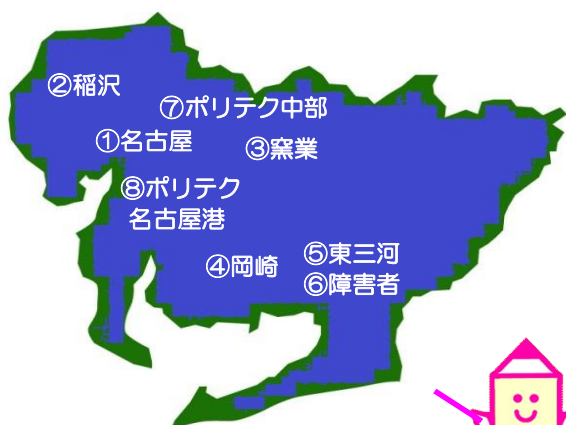 ②稲沢
⑦ポリテク中部
①名古屋
③窯業
⑧ポリテク
名古屋港
④岡崎
⑤東三河
⑥障害者